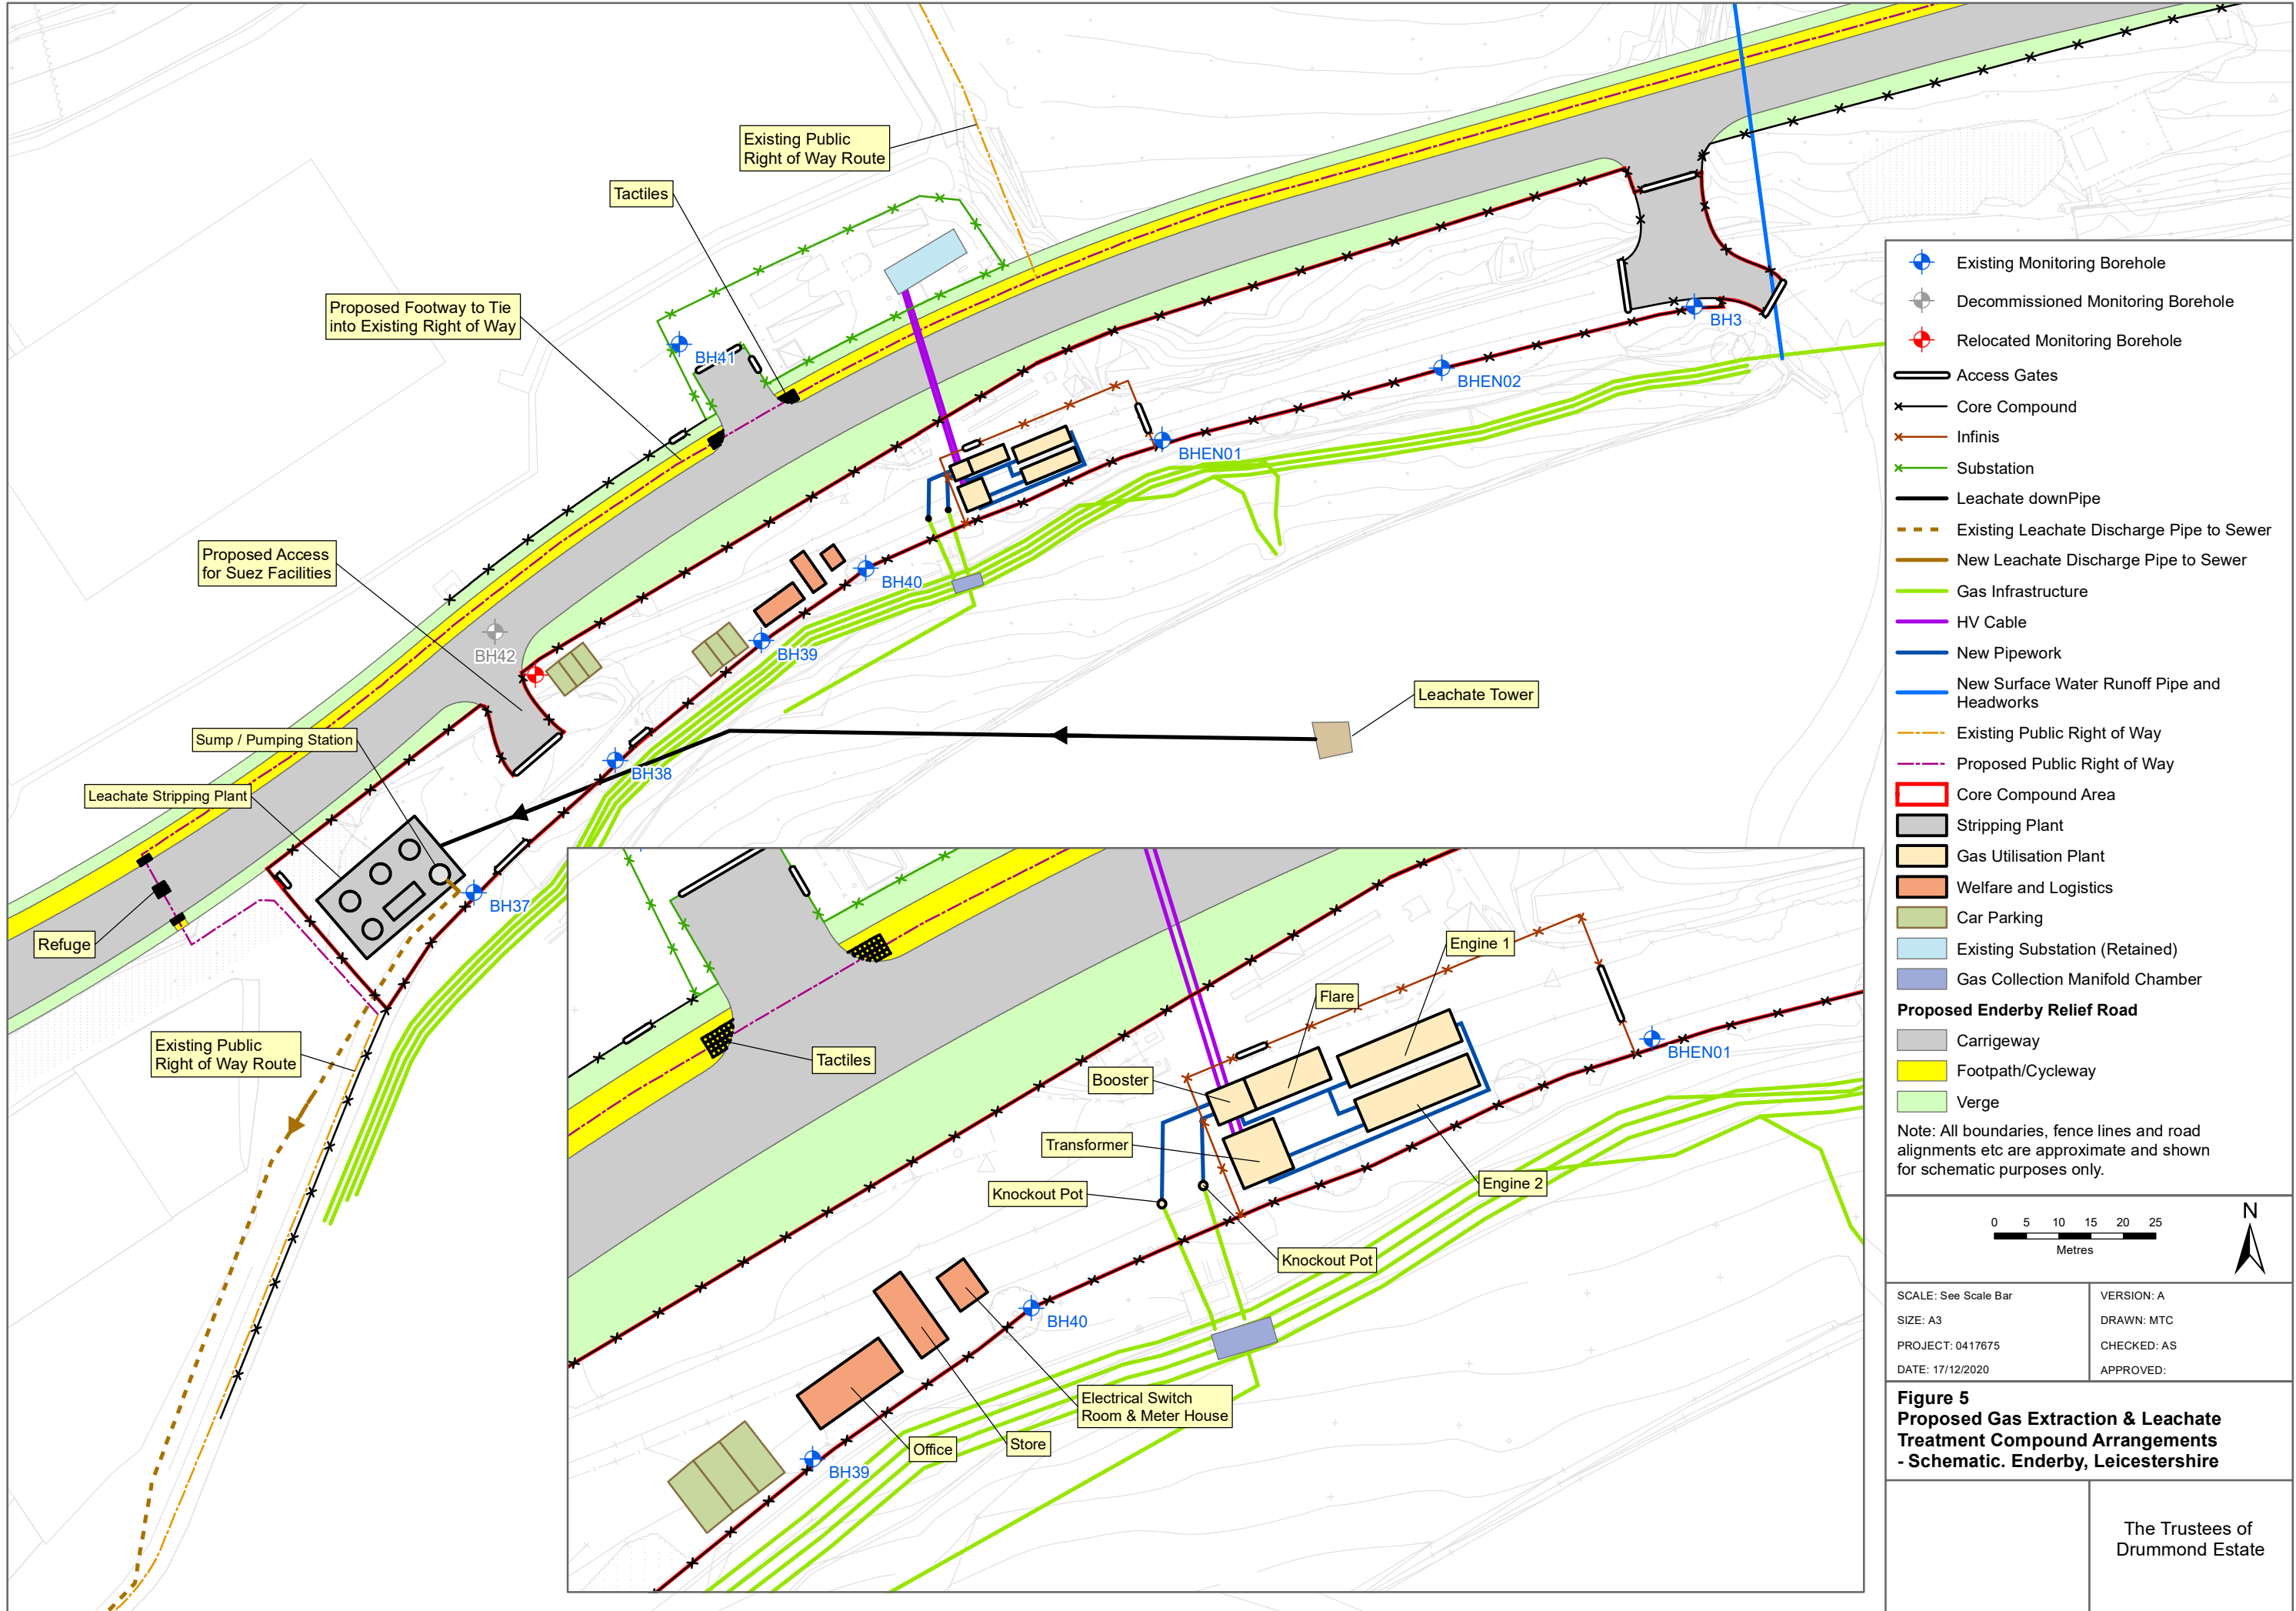 Existing Public
Right of Way Route
Tactiles
Proposed Footway to Tie
into Existing Right of Way
BH41
BH3
BHEN02
BHEN01
Proposed Access
for Suez Facilities
BH40
BH42
BH39
Leachate Tower
Sump / Pumping Station
BH38
Leachate Stripping Plant
BH37
Refuge
Existing Public
Right of Way Route
Engine 1
Flare
BHEN01
Tactiles
Booster
Transformer
Knockout Pot
Engine 2
Knockout Pot
BH40
Electrical Switch
Room & Meter House
Store
Office
BH39
Existing Monitoring Borehole
Decommissioned Monitoring Borehole
Relocated Monitoring Borehole
Access Gates
Core Compound
Infinis
Substation
Leachate downPipe
Existing Leachate Discharge Pipe to Sewer
New Leachate Discharge Pipe to Sewer
Gas Infrastructure
HV Cable
New Pipework
New Surface Water Runoff Pipe and
Headworks
Existing Public Right of Way
Proposed Public Right of Way
Core Compound Area
Stripping Plant
Gas Utilisation Plant
Welfare and Logistics
Car Parking
Existing Substation (Retained)
Gas Collection Manifold Chamber
Proposed Enderby Relief Road
Carrigeway
Footpath/Cycleway
Verge
Note: All boundaries, fence lines and road
alignments etc are approximate and shown
for schematic purposes only.
0 5 10 15 20 25
Metres
N
SCALE: See Scale Bar
VERSION: A
SIZE: A3
DRAWN: MTC
PROJECT: 0417675
CHECKED: AS
DATE: 17/12/2020
APPROVED:
Figure 5
Proposed Gas Extraction & Leachate
Treatment Compound Arrangements
- Schematic. Enderby, Leicestershire
The Trustees of
Drummond Estate